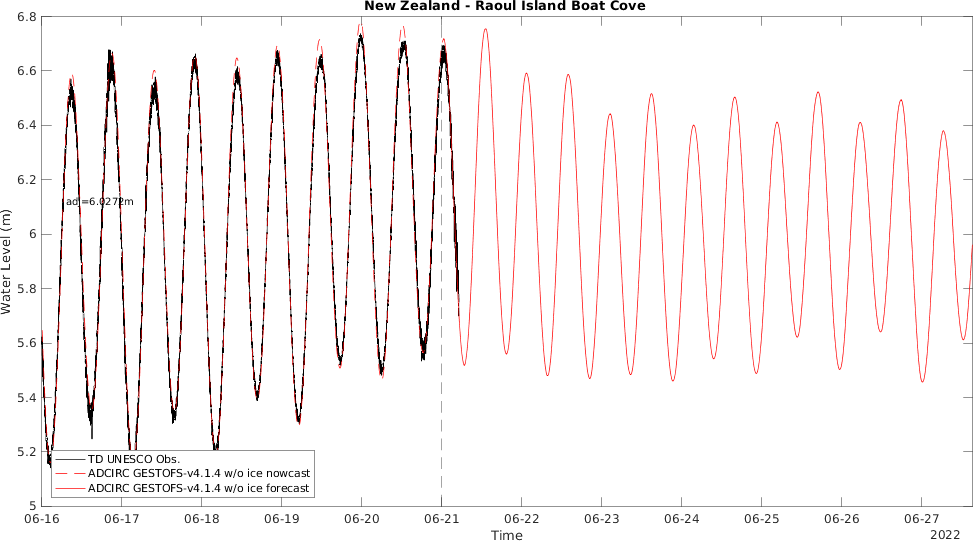 New Zealand - Raoul Island Boat Cove
6.8
6.6
6.4
6.2
6
5.8
5.6
5.4
5.2
5
Water Level (m)
ad'=6.0272m
TD UNESCO Obs.
ADCIRC GESTOFS-v4.1.4 w/o ice nowcast
ADCIRC GESTOFS-v4.1.4 w/o ice forecast
06-16 06-17 06-18 06-19 06-20 06-21 06-22 06-23 06-24 06-25 06-26 06-27
Time
2022